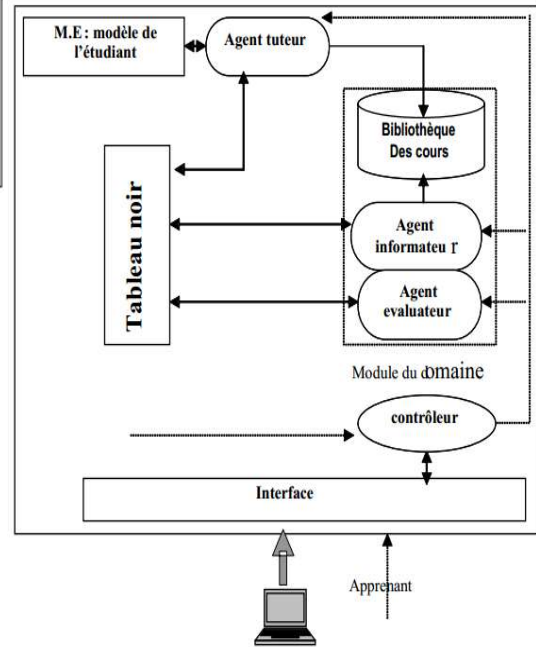 M.E : modèle de
l'étudiant
Agent tuteur
Bibliothèque
Des cours
Tableau noir
Agent
informateu r
Agent
evaluateur
Module du domaine
contrôleur
Interface
Apprenant